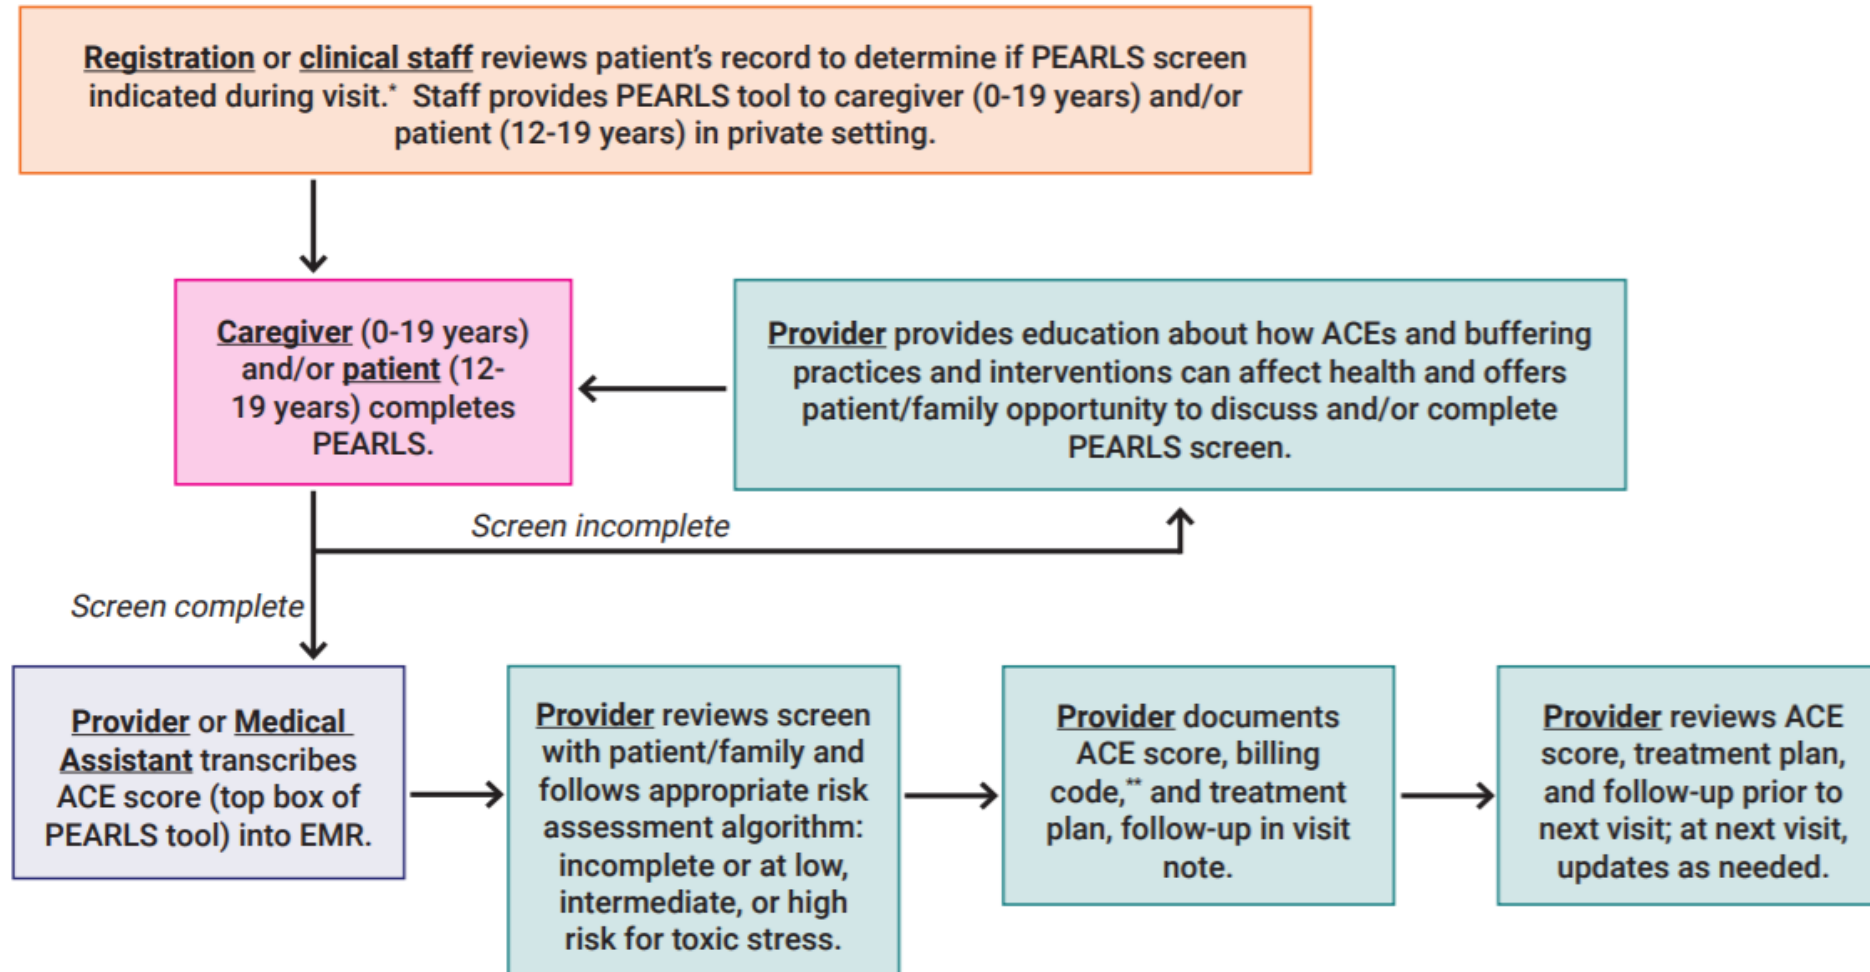 Registration or clinical staff reviews patient's record to determine if PEARLS screen
indicated during visit.* Staff provides PEARLS tool to caregiver (0-19 years) and/or
patient (12-19 years) in private setting.
Caregiver (0-19 years)
and/or patient (12-
19 years) completes
PEARLS.
Provider provides education about how ACEs and buffering
practices and interventions can affect health and offers
patient/family opportunity to discuss and/or complete
PEARLS screen.
Screen incomplete
Screen complete
Provider or Medical
Assistant transcribes
ACE score (top box of
PEARLS tool) into EMR.
Provider reviews screen
with patient/family and
follows appropriate risk
assessment algorithm:
incomplete or at low,
intermediate, or high
risk for toxic stress.
Provider documents
ACE score, billing
code,** and treatment
plan, follow-up in visit
note.
Provider reviews ACE
score, treatment plan,
and follow-up prior to
next visit; at next visit,
updates as needed.